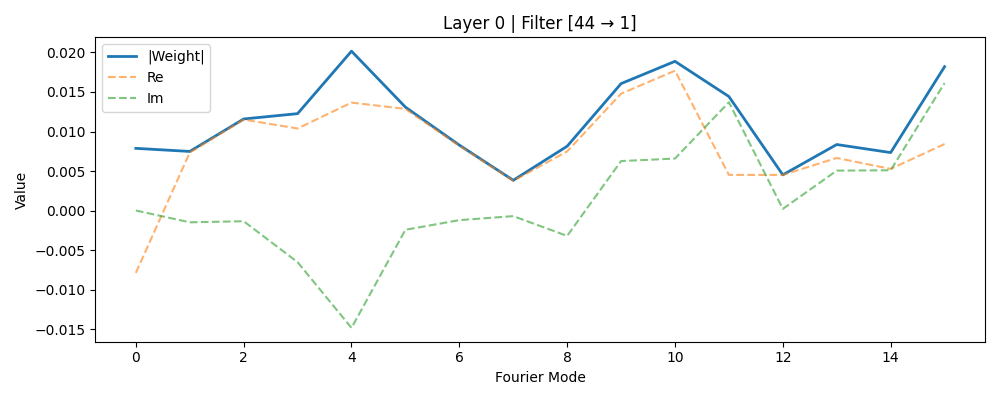 Layer 0 | Filter [44 → 1]
|Weight|
Re
Im
0.020
0.015
0.010
0.005
0.000
−0.005
−0.010
−0.015
Value
0 2 4 6 8 10 12 14
Fourier Mode